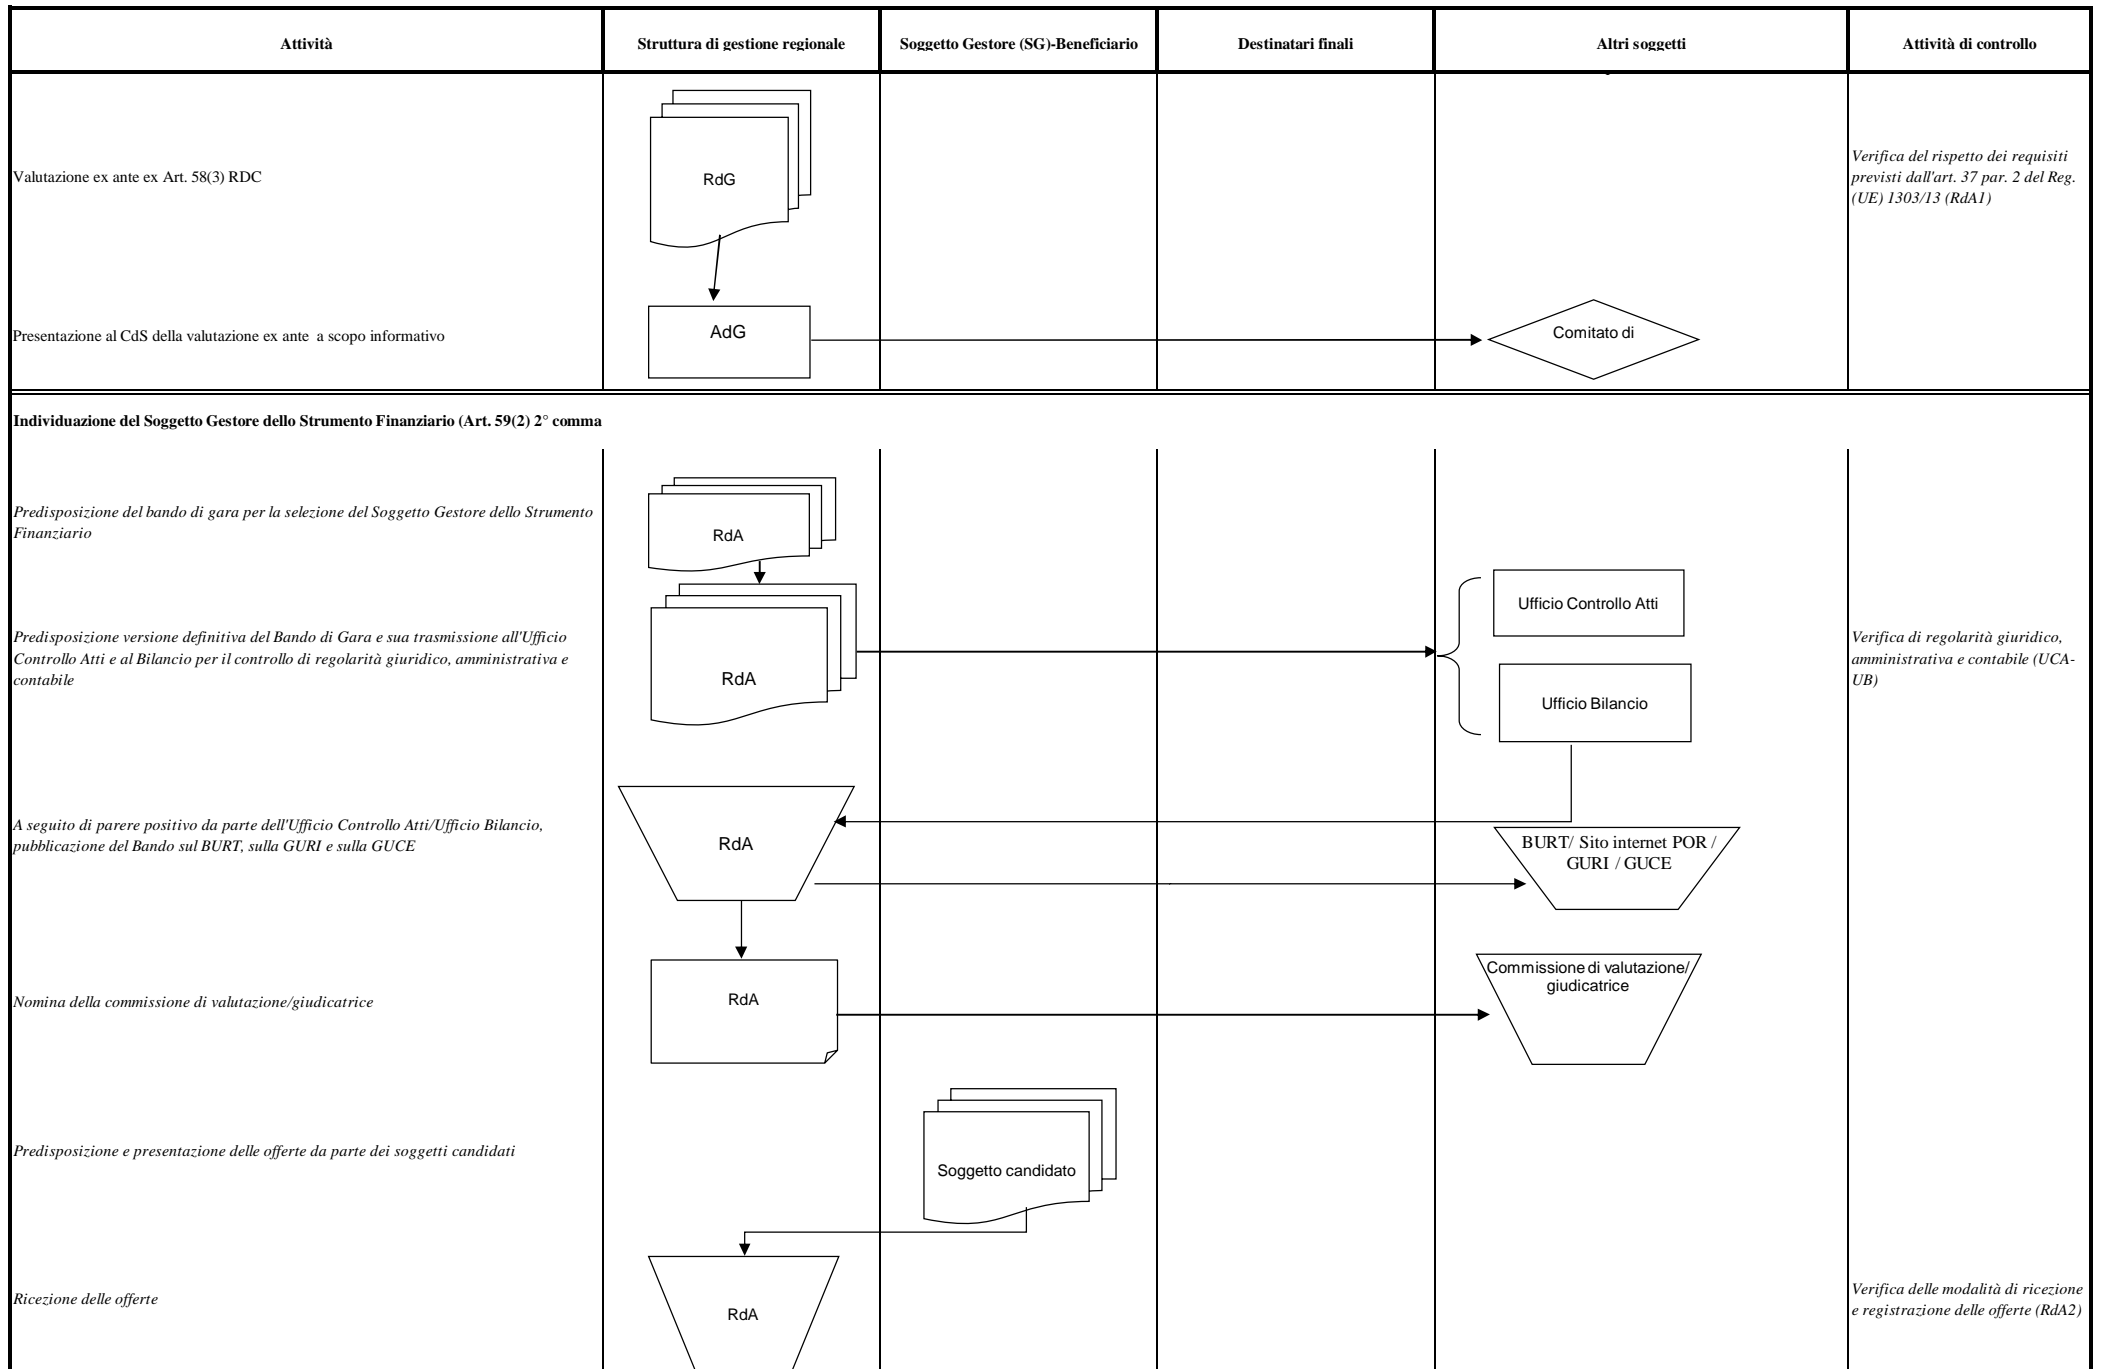 Attività
Struttura di gestione regionale
Soggetto Gestore (SG)-Beneficiario
Destinatari finali
Altri soggetti
Attività di controllo
Valutazione ex ante ex Art. 58(3) RDC
RdG
Verifica del rispetto dei requisiti
previsti dall'art. 37 par. 2 del Reg.
(UE) 1303/13 (RdA1)
Presentazione al CdS della valutazione ex ante a scopo informativo
AdG
Comitato di
Individuazione del Soggetto Gestore dello Strumento Finanziario (Art. 59(2) 2° comma
Predisposizione del bando di gara per la selezione del Soggetto Gestore dello Strumento
Finanziario
RdA
Predisposizione versione definitiva del Bando di Gara e sua trasmissione all'Ufficio
Controllo Atti e al Bilancio per il controllo di regolarità giuridico, amministrativa e
contabile
RdA
Ufficio Controllo Atti
Ufficio Bilancio
Verifica di regolarità giuridico,
amministrativa e contabile (UCA-
UB)
A seguito di parere positivo da parte dell'Ufficio Controllo Atti/Ufficio Bilancio,
pubblicazione del Bando sul BURT, sulla GURI e sulla GUCE
RdA
BURT/ Sito internet POR /
GURI / GUCE
Nomina della commissione di valutazione/giudicatrice
RdA
Commissione di valutazione/
giudicatrice
Predisposizione e presentazione delle offerte da parte dei soggetti candidati
Soggetto candidato
Ricezione delle offerte
RdA
Verifica delle modalità di ricezione
e registrazione delle offerte (RdA2)